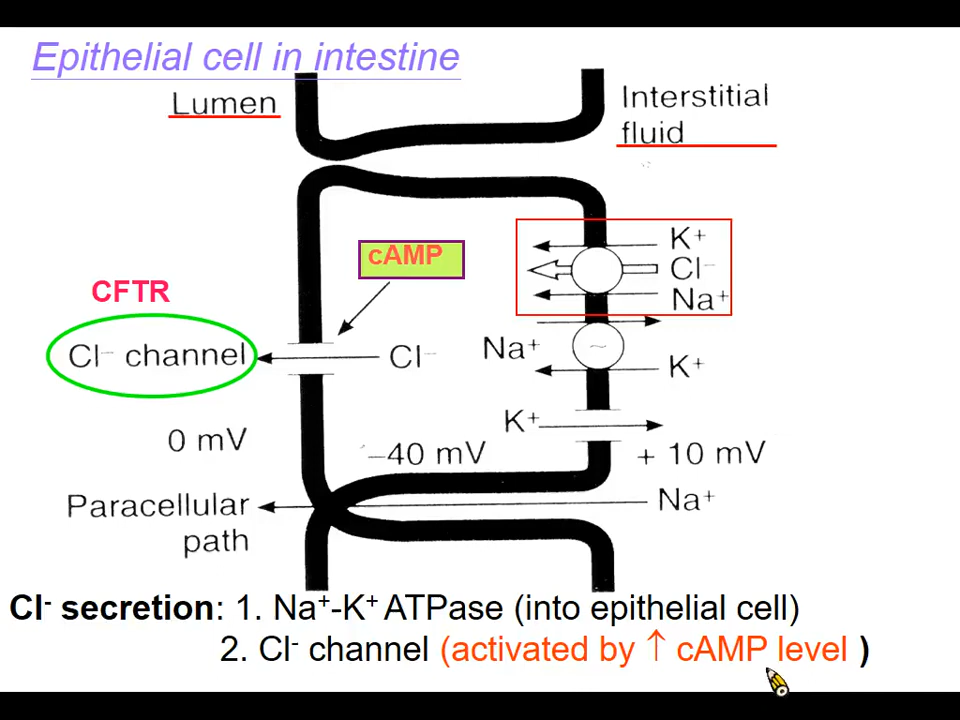 Epithelial cell in intestine
Lumen
Interstitial
fluid
K⁺
Cl⁻
Na⁺
cAMP
CFTR
Cl⁻ channel
Cl⁻
Na⁺
~
K⁺
K⁺
0 mV
−40 mV
+ 10 mV
Paracellular
path
Na⁺
Cl⁻ secretion: 1. Na⁺-K⁺ ATPase (into epithelial cell)
2. Cl⁻ channel (activated by ↑ cAMP level )